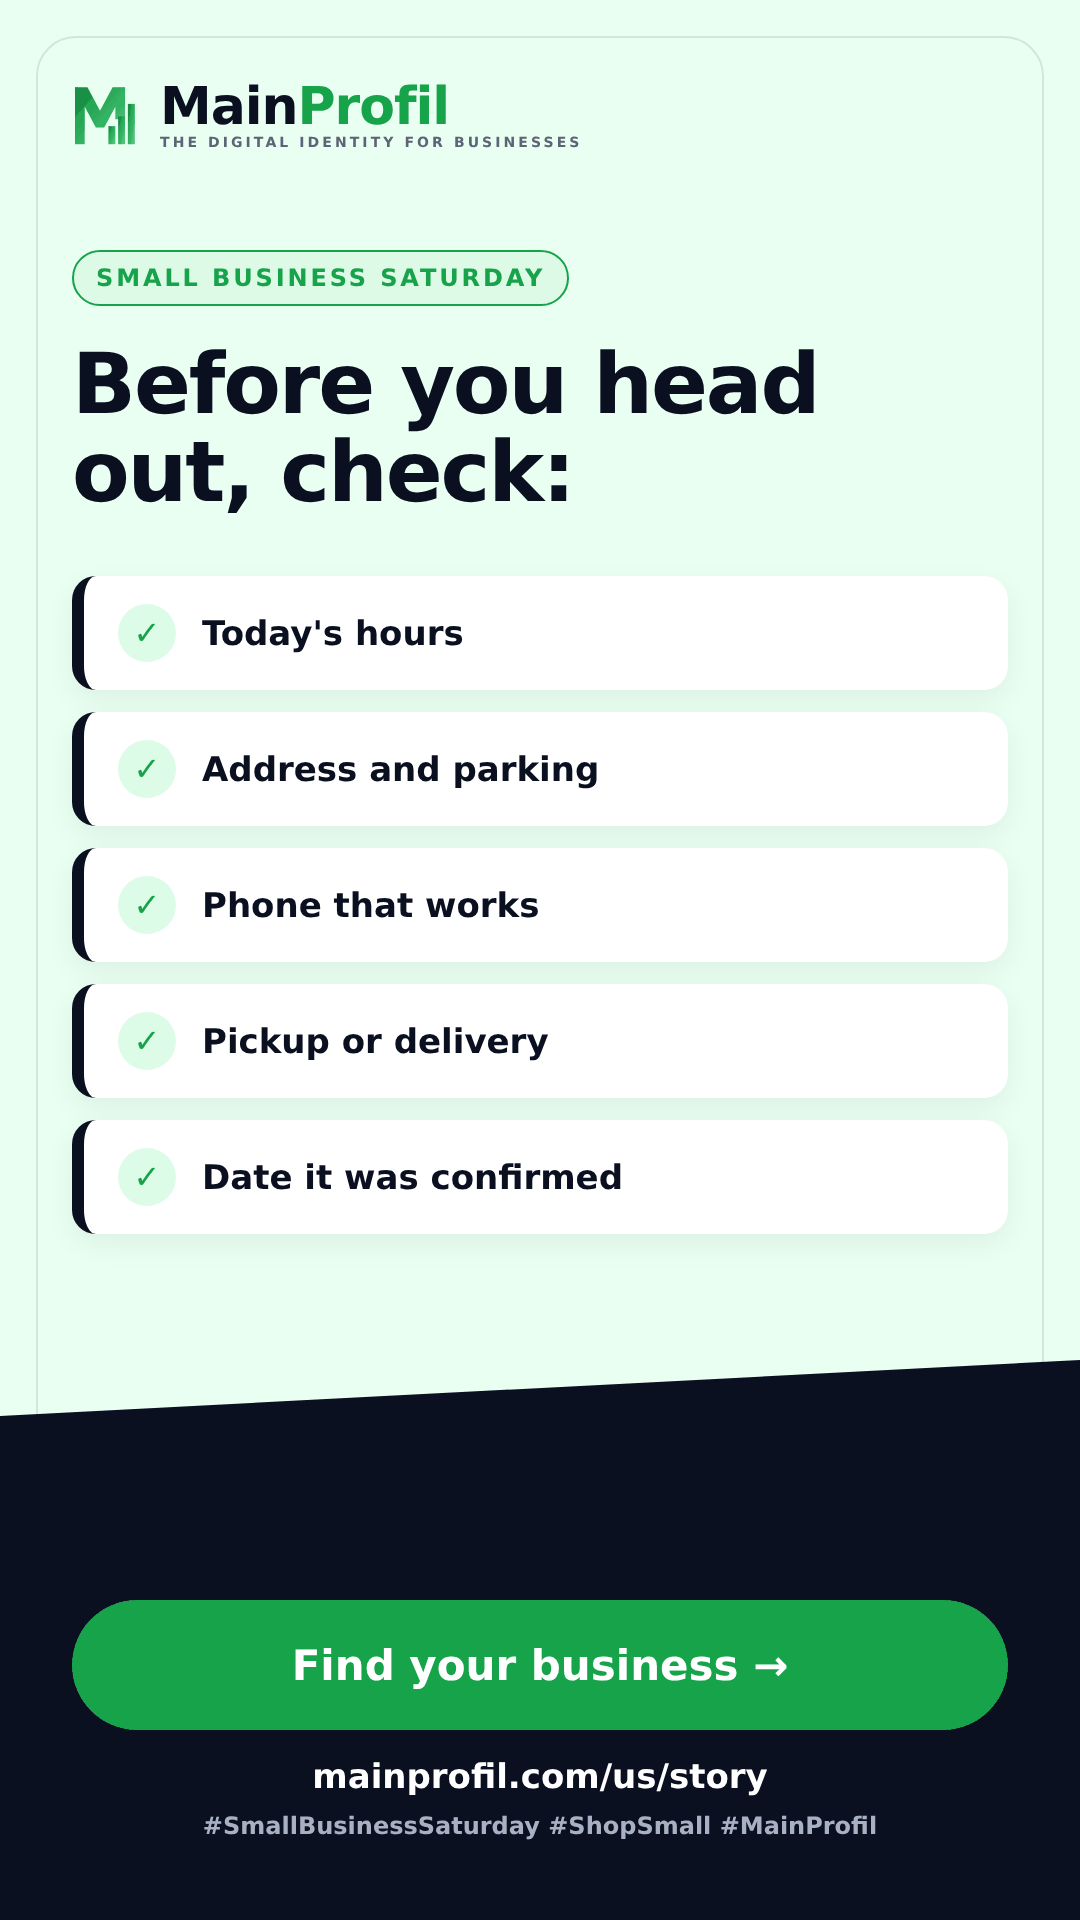 MainProfil
THE DIGITAL IDENTITY FOR BUSINESSES
SMALL BUSINESS SATURDAY
Before you head
out, check:
✓ Today's hours
✓ Address and parking
✓ Phone that works
✓ Pickup or delivery
✓ Date it was confirmed
Find your business →
mainprofil.com/us/story
#SmallBusinessSaturday #ShopSmall #MainProfil